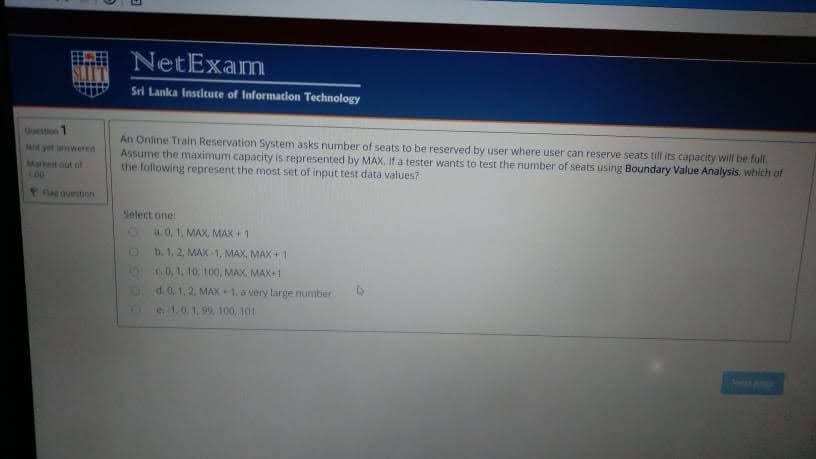 SLIIT
NetExam
Sri Lanka Institute of Information Technology
Question 1
Not yet answered
Marked out of
1.00
Flag question
An Online Train Reservation System asks number of seats to be reserved by user where user can reserve seats till its capacity will be full.
Assume the maximum capacity is represented by MAX. If a tester wants to test the number of seats using Boundary Value Analysis, which of
the following represent the most set of input test data values?
Select one:
a. 0, 1, MAX, MAX + 1
b. 1, 2, MAX -1, MAX, MAX + 1
c. 0, 1, 10, 100, MAX, MAX+1
d. 0, 1, 2, MAX + 1, a very large number
e. -1, 0, 1, 99, 100, 101
Next page